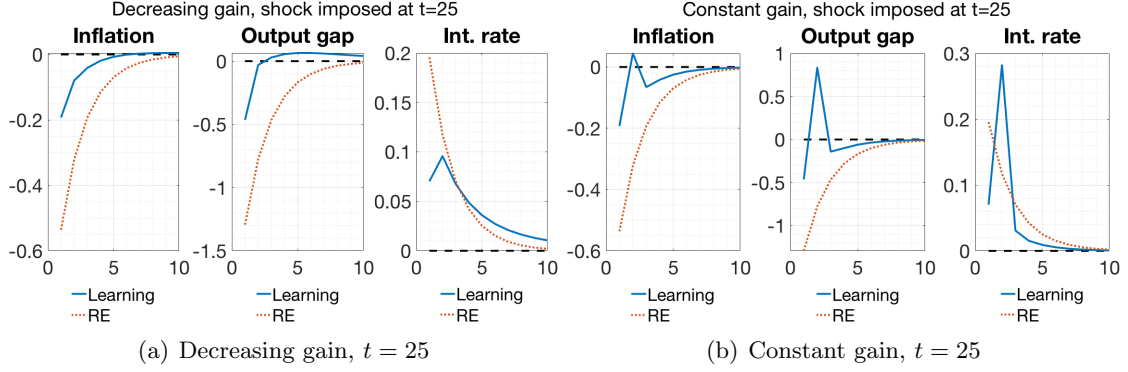 Decreasing gain, shock imposed at t=25
Inflation
Output gap
Int. rate
0
-0.2
-0.4
-0.6
0
-0.5
-1
-1.5
0.2
0.15
0.1
0.05
0
0 5 10
0 5 10
0 5 10
Learning
RE
Learning
RE
Learning
RE
(a) Decreasing gain, t = 25
Constant gain, shock imposed at t=25
Inflation
Output gap
Int. rate
0
-0.2
-0.4
-0.6
1
0.5
0
-0.5
-1
0.3
0.2
0.1
0
0 5 10
0 5 10
0 5 10
Learning
RE
Learning
RE
Learning
RE
(b) Constant gain, t = 25